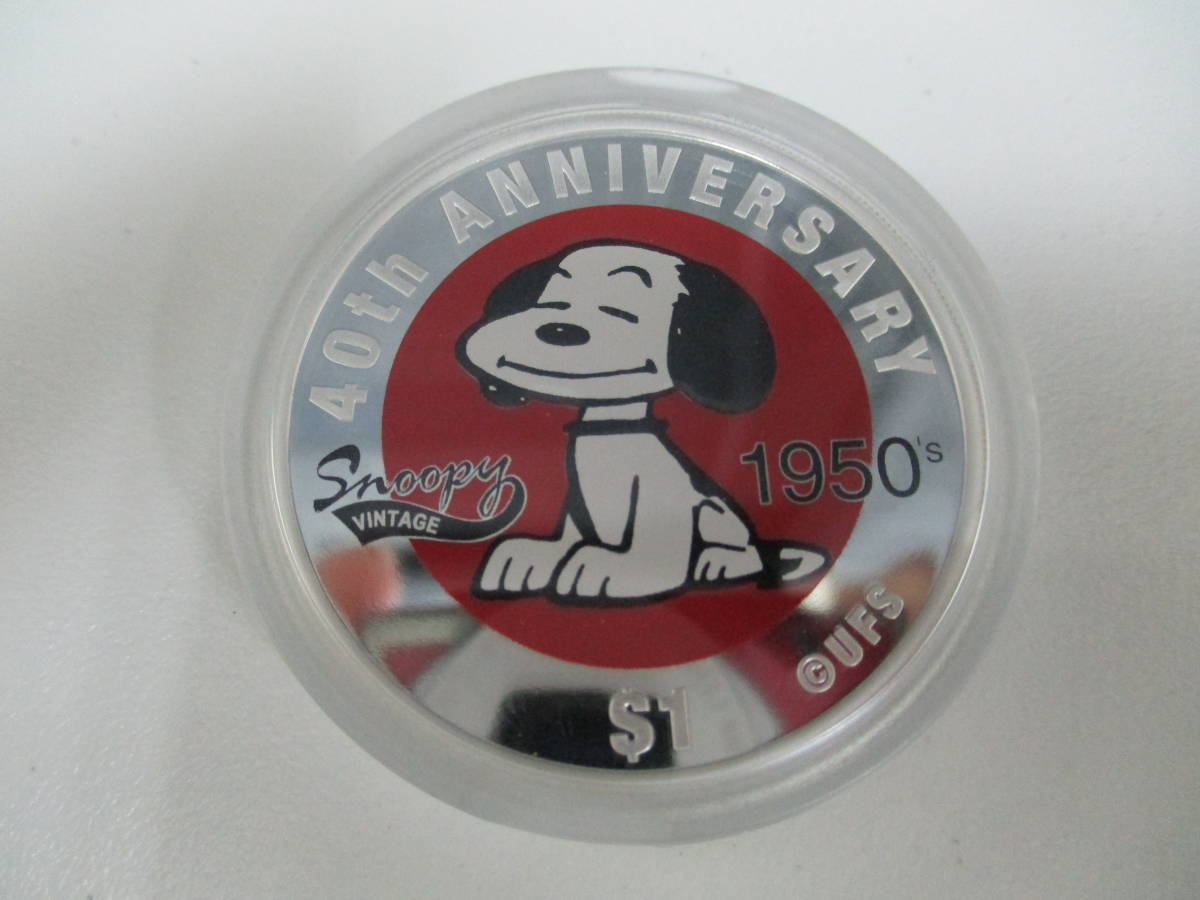 40th ANNIVERSARY
Snoopy
VINTAGE
1950's
©UFS
$1